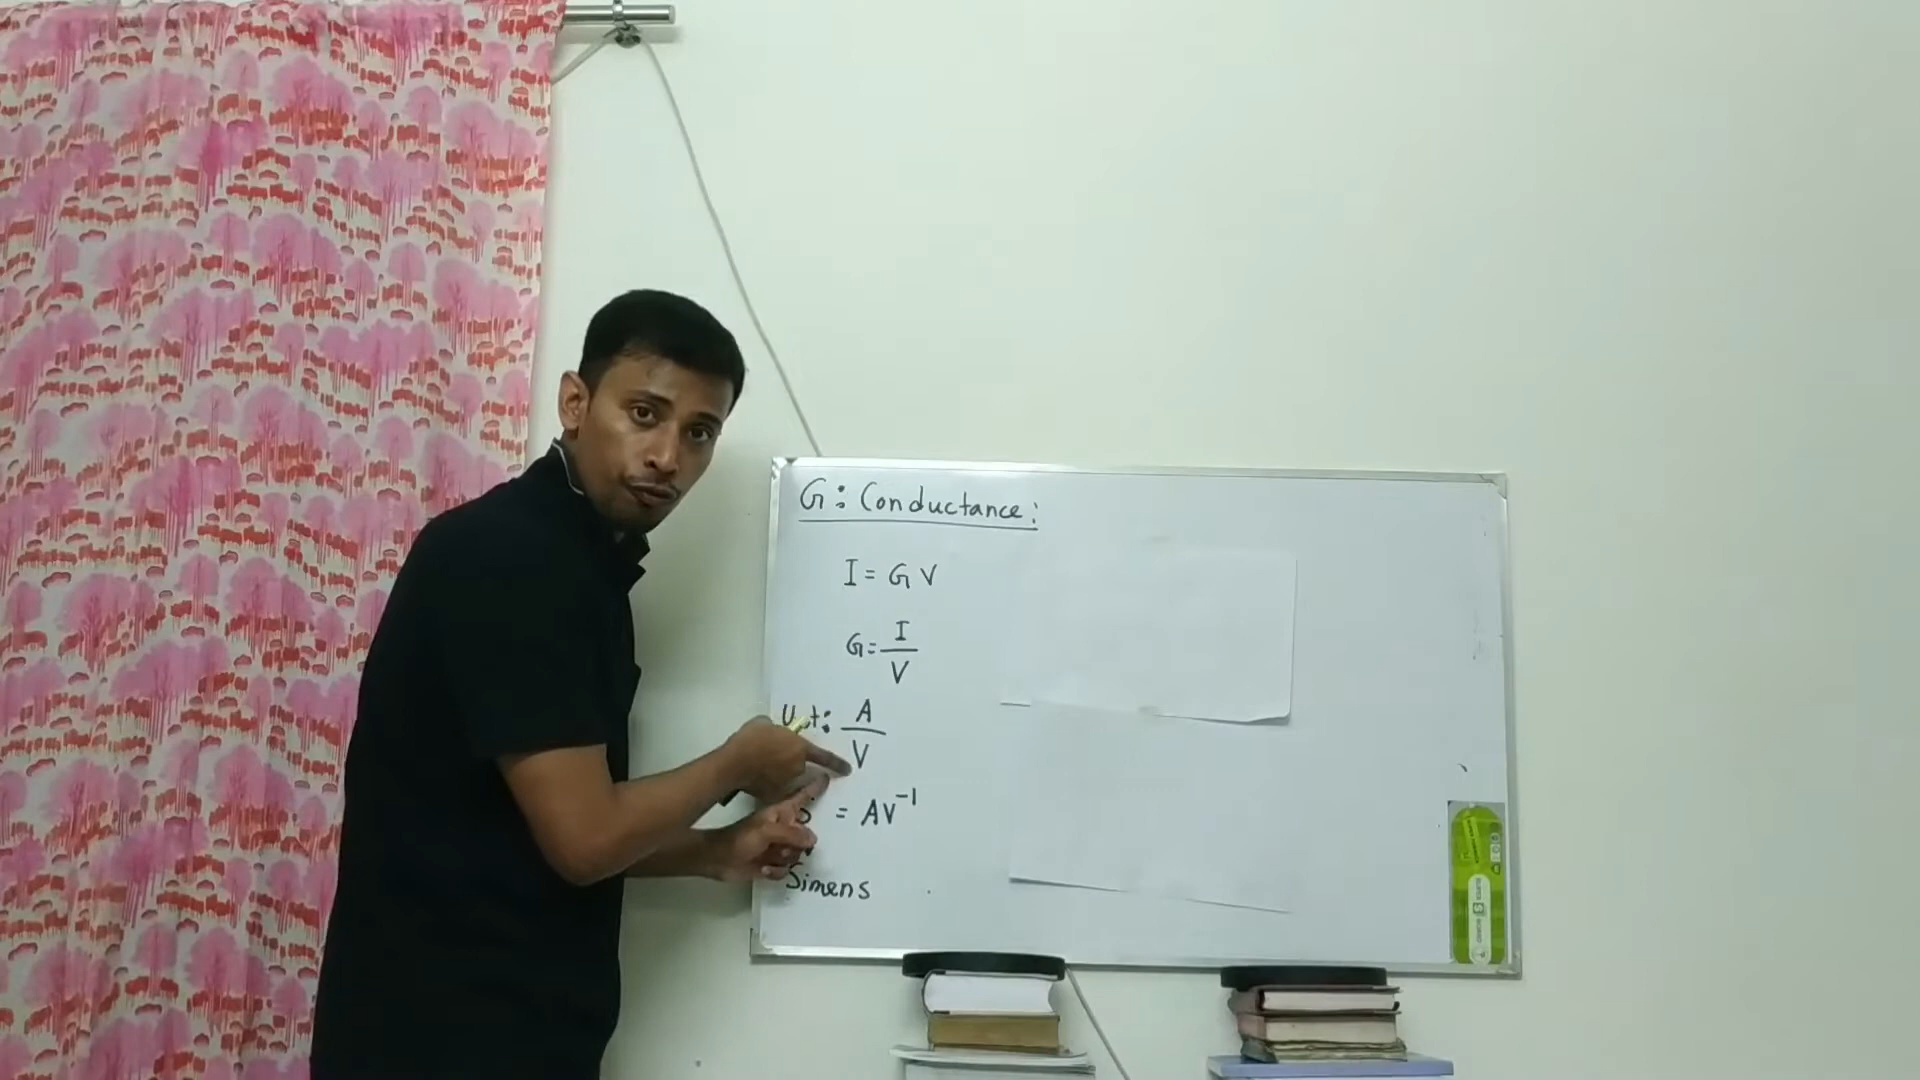 G: Conductance:
I = G V
G = I
V
A
V
S = AV⁻¹
Simens